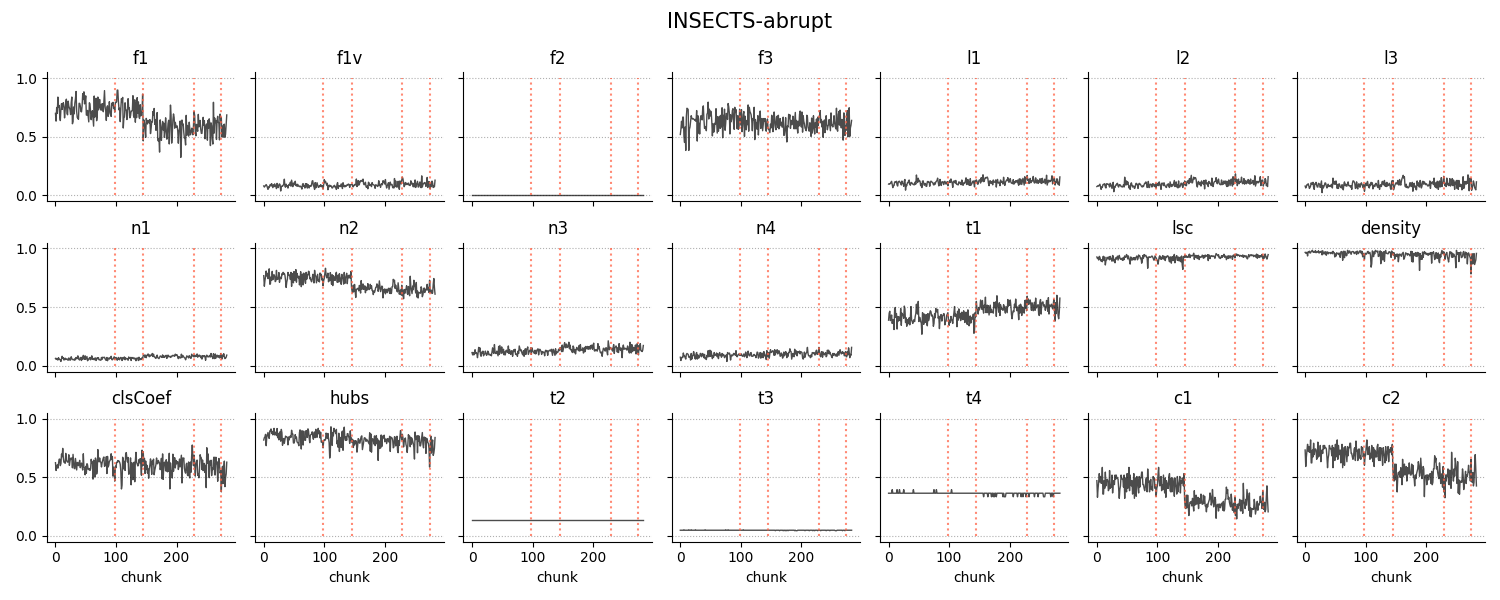 INSECTS-abrupt
f1 f1v f2 f3 l1 l2 l3
1.0
0.5
0.0
n1 n2 n3 n4 t1 lsc density
1.0
0.5
0.0
clsCoef hubs t2 t3 t4 c1 c2
1.0
0.5
0.0
0 100 200 0 100 200 0 100 200 0 100 200 0 100 200 0 100 200 0 100 200
chunk chunk chunk chunk chunk chunk chunk